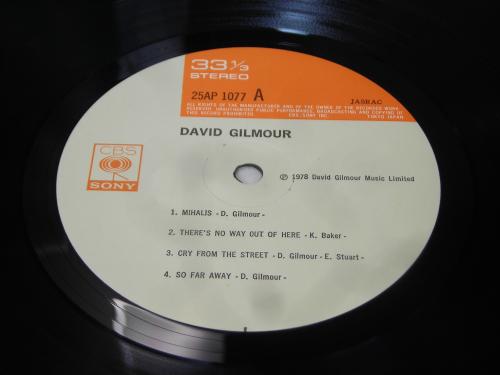 33 1/3
STEREO
25AP 1077 A
JASRAC
ALL RIGHTS OF THE MANUFACTURER AND OF THE OWNER OF THE RECORDED WORK
RESERVED. UNAUTHORISED PUBLIC PERFORMANCE, BROADCASTING AND COPYING OF
THIS RECORD PROHIBITED CBS/SONY INC. TOKYO JAPAN
DAVID GILMOUR
CBS
SONY
℗ 1978 David Gilmour Music Limited
1. MIHALIS - D. Gilmour -
2. THERE'S NO WAY OUT OF HERE - K. Baker -
3. CRY FROM THE STREET - D. Gilmour - E. Stuart -
4. SO FAR AWAY - D. Gilmour -